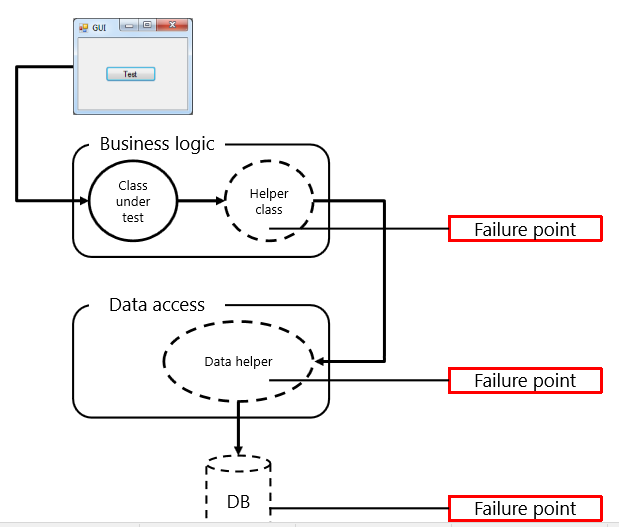 GUI
Test
Business logic
Class
under
test
Helper
class
Failure point
Data access
Data helper
Failure point
DB
Failure point